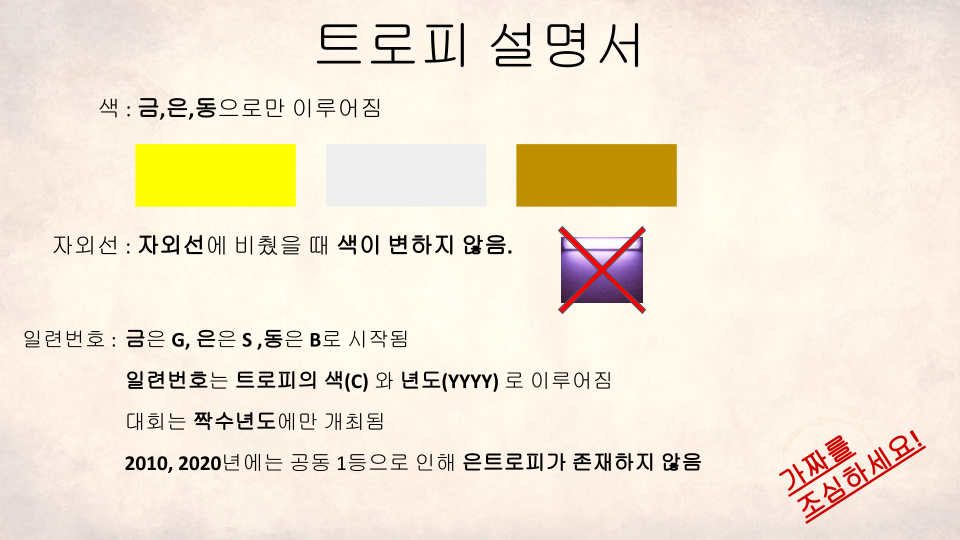 트로피 설명서
색 : 금,은,동으로만 이루어짐
자외선 : 자외선에 비췄을 때 색이 변하지 않음.
일련번호 : 금은 G, 은은 S ,동은 B로 시작됨
일련번호는 트로피의 색(C) 와 년도(YYYY) 로 이루어짐
대회는 짝수년도에만 개최됨
2010, 2020년에는 공동 1등으로 인해 은트로피가 존재하지 않음
가짜를
조심하세요!